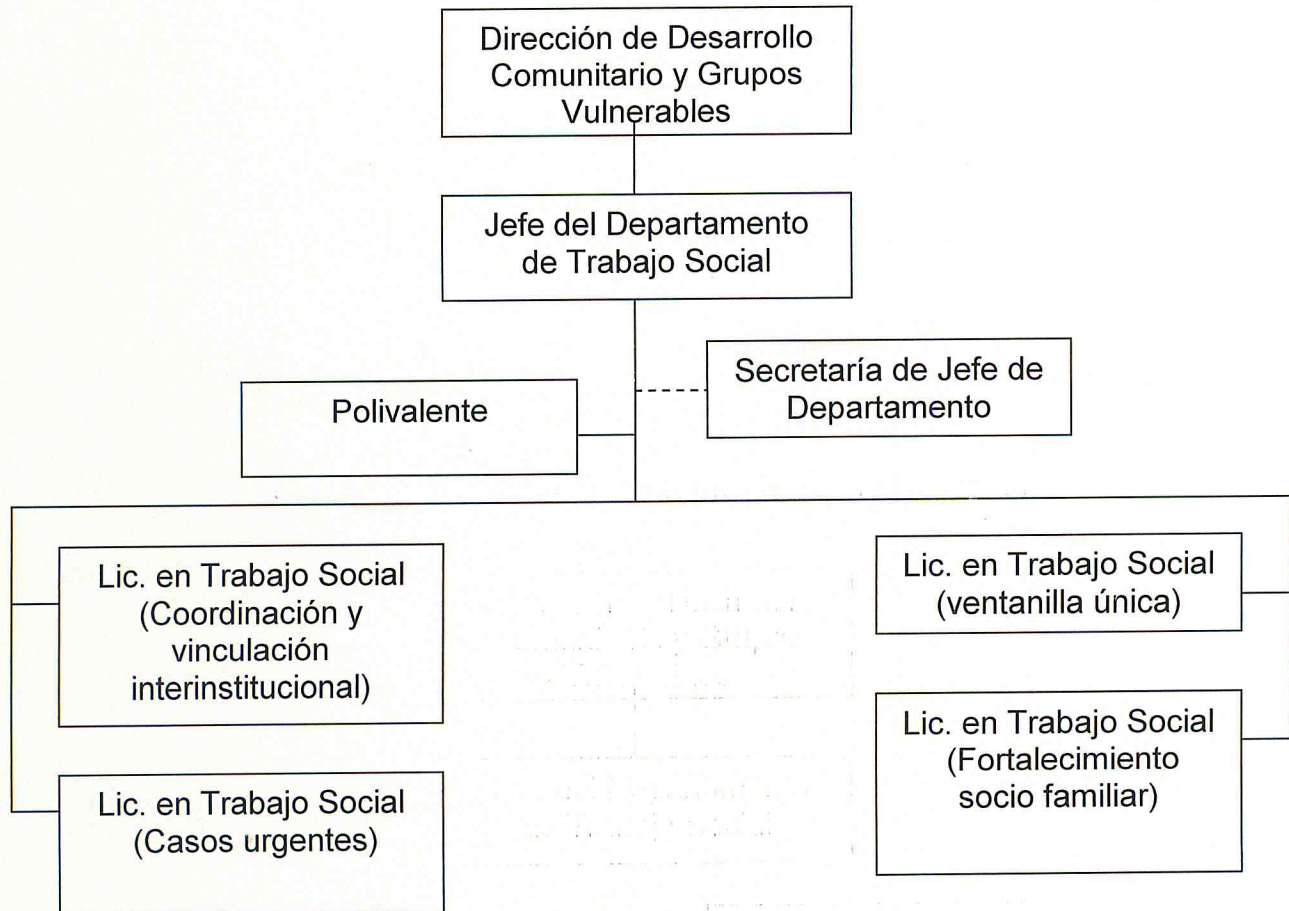 Dirección de Desarrollo
Comunitario y Grupos
Vulnerables
Jefe del Departamento
de Trabajo Social
Secretaría de Jefe de
Departamento
Polivalente
Lic. en Trabajo Social
(Coordinación y
vinculación
interinstitucional)
Lic. en Trabajo Social
(Casos urgentes)
Lic. en Trabajo Social
(ventanilla única)
Lic. en Trabajo Social
(Fortalecimiento
socio familiar)